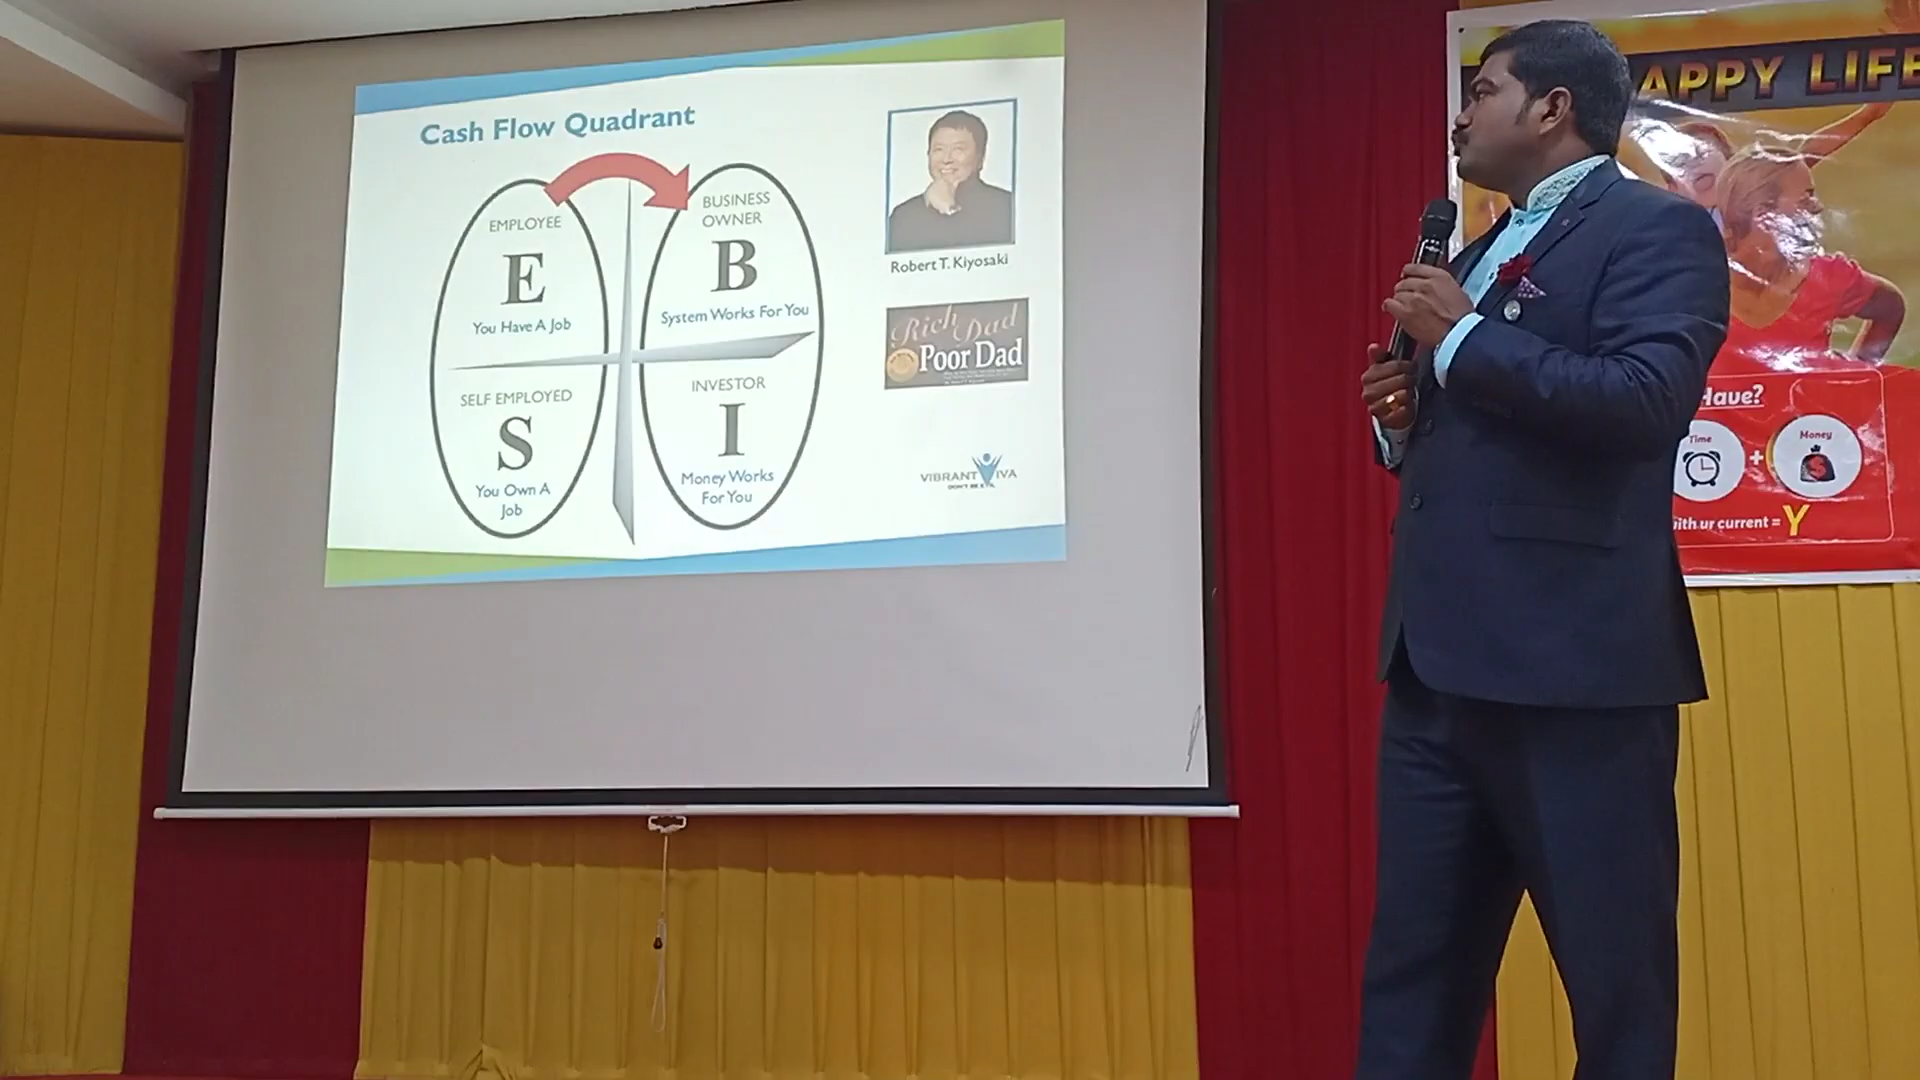 Cash Flow Quadrant
EMPLOYEE
E
You Have A Job
BUSINESS
OWNER
B
System Works For You
SELF EMPLOYED
S
You Own A
Job
INVESTOR
I
Money Works
For You
Robert T. Kiyosaki
Rich Dad
Poor Dad
VIBRANT VIVA
APPY LIFE
Have?
Time
+
Money
$
ith ur current = Y